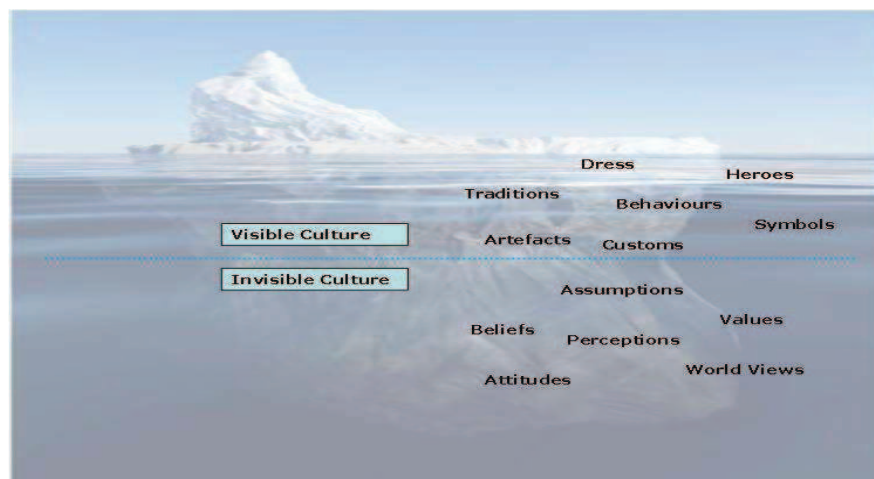 Dress
Heroes
Traditions
Behaviours
Symbols
Visible Culture
Artefacts
Customs
Invisible Culture
Assumptions
Values
Beliefs
Perceptions
World Views
Attitudes